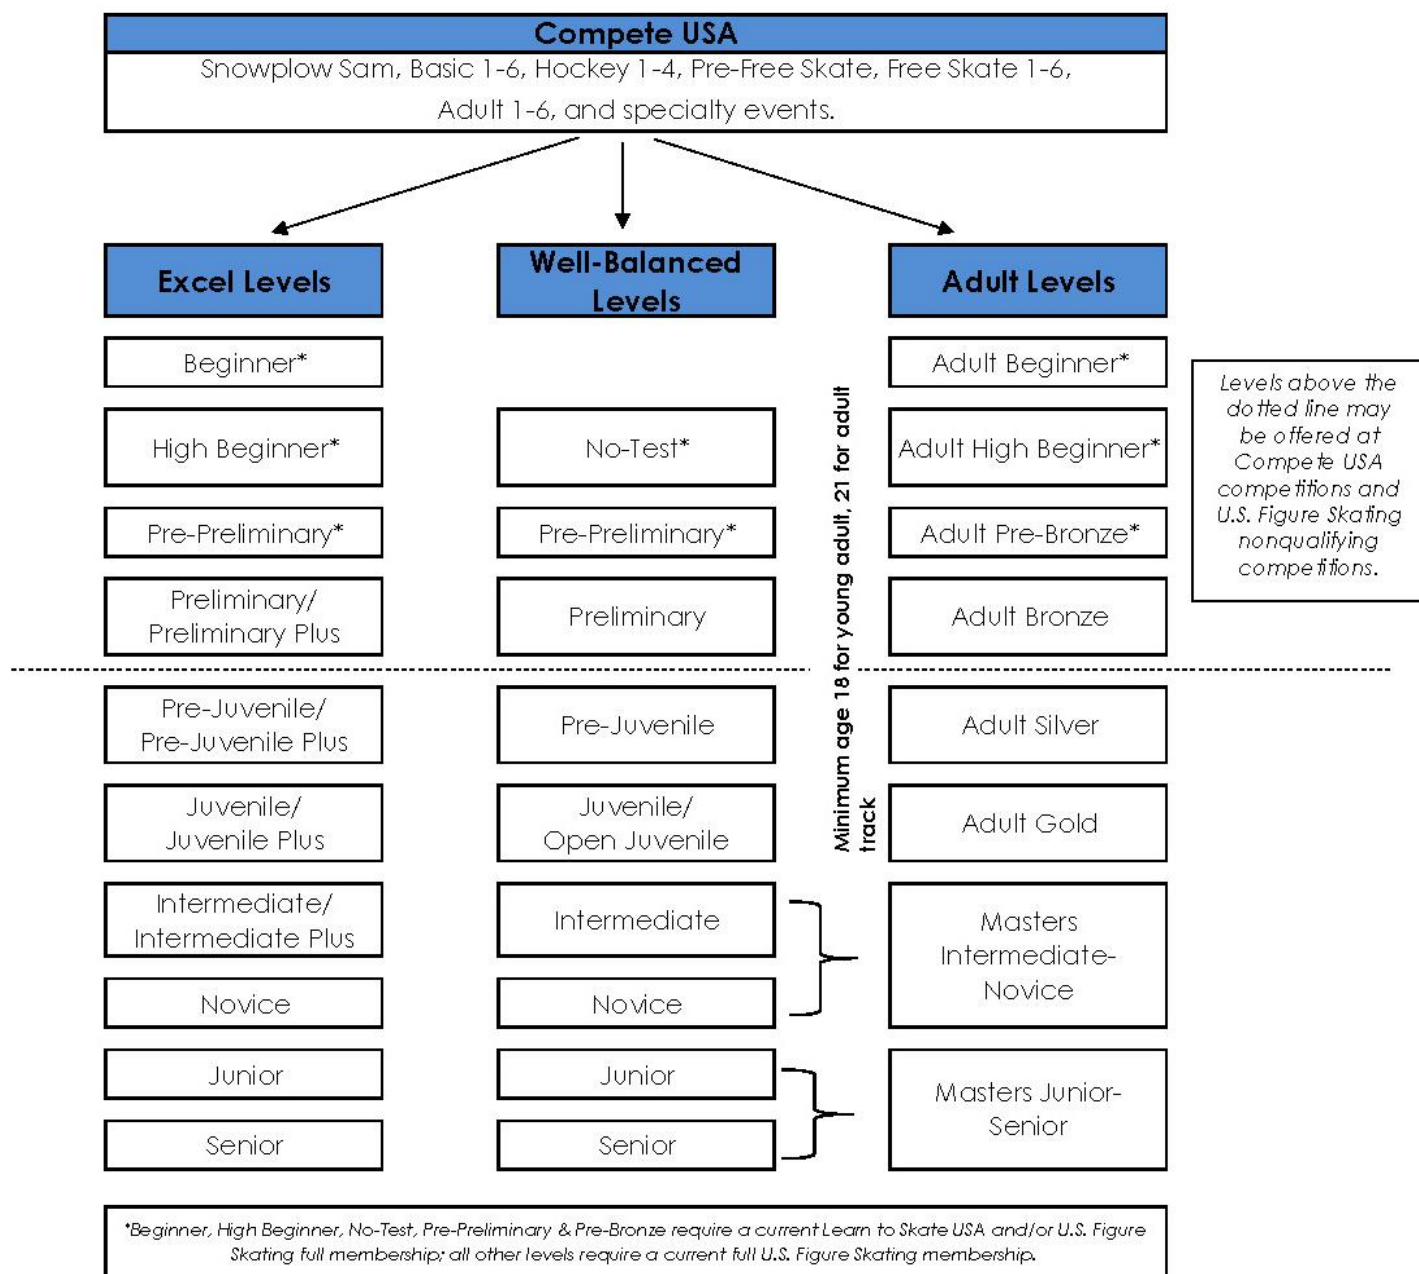 Compete USA
Snowplow Sam, Basic 1-6, Hockey 1-4, Pre-Free Skate, Free Skate 1-6,
Adult 1-6, and specialty events.
Excel Levels
Well-Balanced
Levels
Adult Levels
Beginner*
Adult Beginner*
High Beginner*
No-Test*
Adult High Beginner*
Pre-Preliminary*
Pre-Preliminary*
Adult Pre-Bronze*
Preliminary/
Preliminary Plus
Preliminary
Adult Bronze
Levels above the
dotted line may
be offered at
Compete USA
competitions and
U.S. Figure Skating
nonqualifying
competitions.
Minimum age 18 for young adult, 21 for adult
track
Pre-Juvenile/
Pre-Juvenile Plus
Pre-Juvenile
Adult Silver
Juvenile/
Juvenile Plus
Juvenile/
Open Juvenile
Adult Gold
Intermediate/
Intermediate Plus
Intermediate
Masters
Intermediate-
Novice
Novice
Novice
Junior
Junior
Masters Junior-
Senior
Senior
Senior
*Beginner, High Beginner, No-Test, Pre-Preliminary & Pre-Bronze require a current Learn to Skate USA and/or U.S. Figure
Skating full membership; all other levels require a current full U.S. Figure Skating membership.